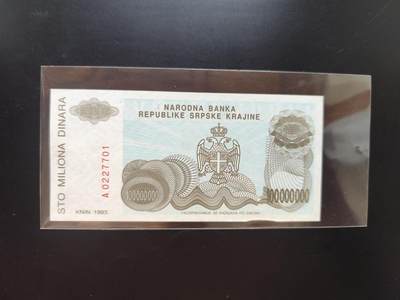 NARODNA BANKA
REPUBLIKE SRPSKE KRAJINE
STO MILIONA DINARA
A 0227701
KNIN 1993.
100000000
100000000